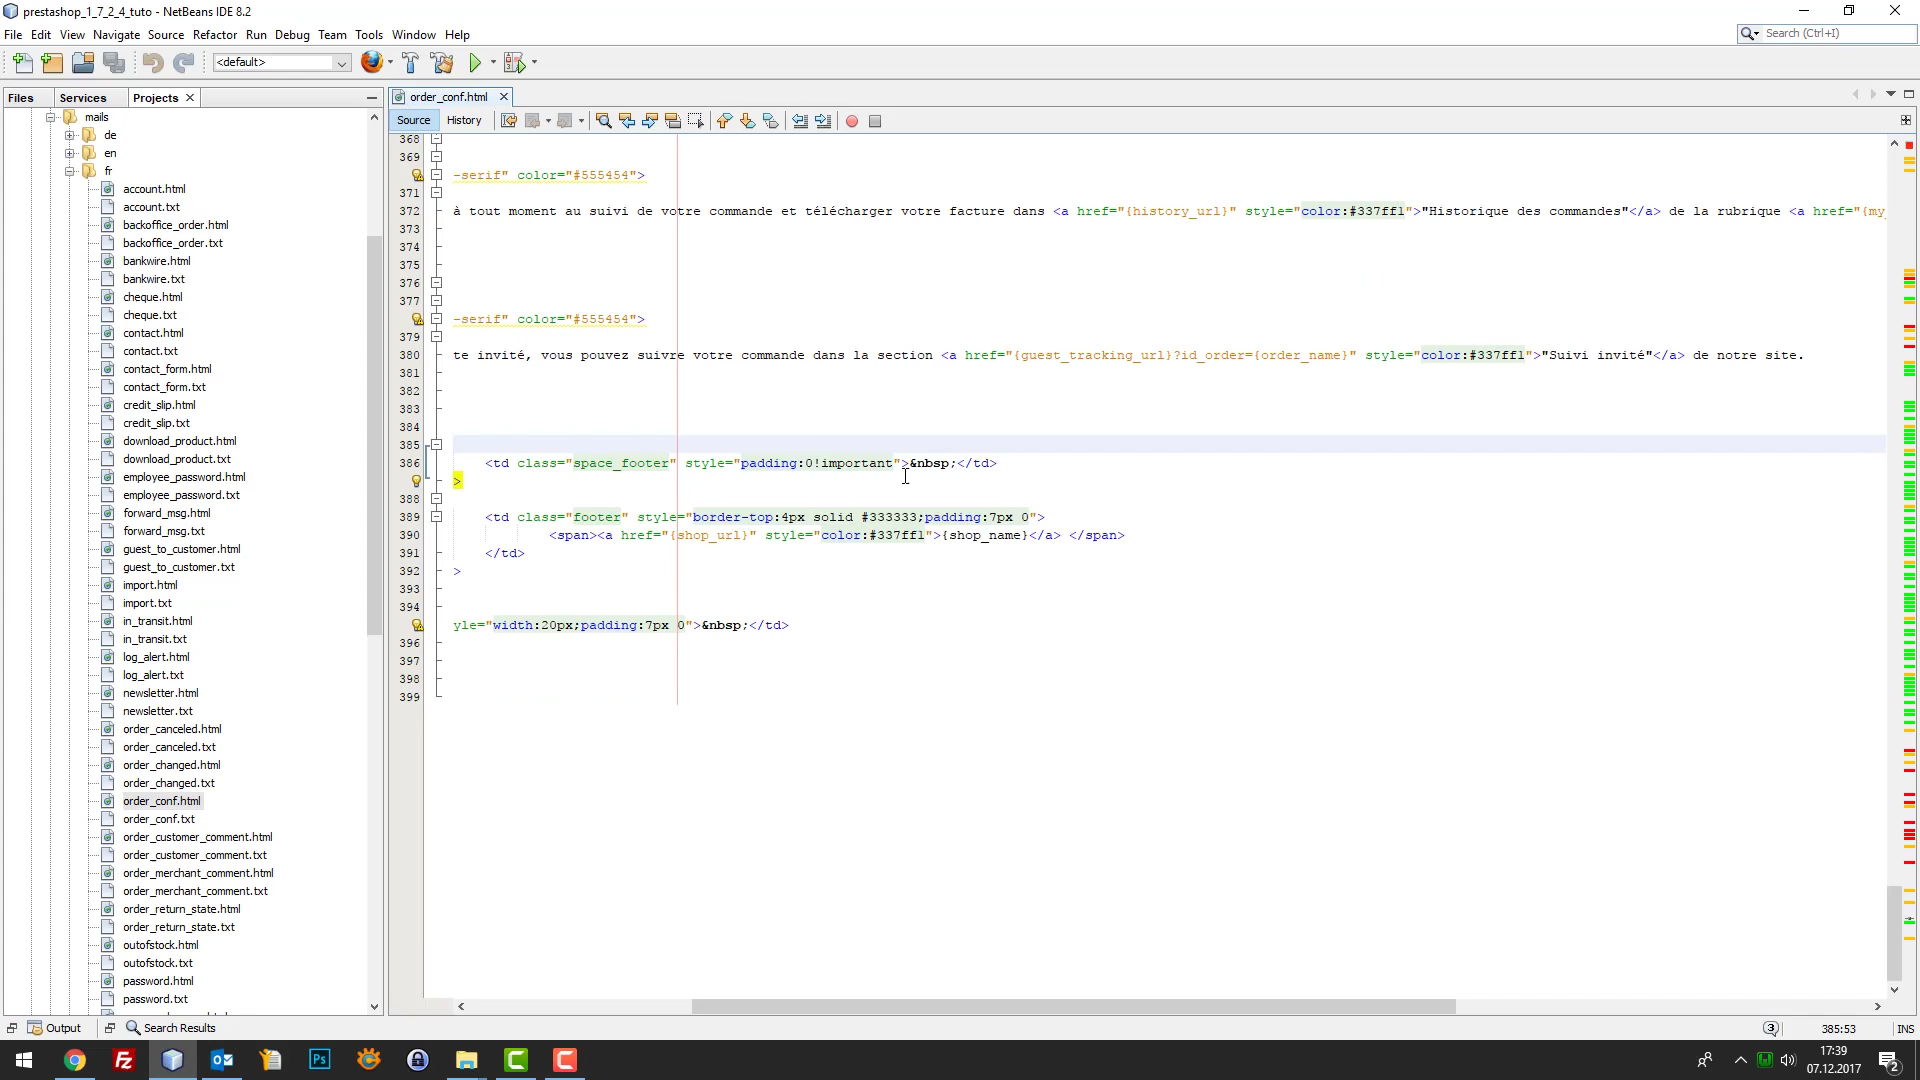 prestashop_1_7_2_4_tuto - NetBeans IDE 8.2
File Edit View Navigate Source Refactor Run Debug Team Tools Window Help
Search (Ctrl+I)
<default>
Files Services Projects
order_conf.html
Source History
mails
de
en
fr
account.html
account.txt
backoffice_order.html
backoffice_order.txt
bankwire.html
bankwire.txt
cheque.html
cheque.txt
contact.html
contact.txt
contact_form.html
contact_form.txt
credit_slip.html
credit_slip.txt
download_product.html
download_product.txt
employee_password.html
employee_password.txt
forward_msg.html
forward_msg.txt
guest_to_customer.html
guest_to_customer.txt
import.html
import.txt
in_transit.html
in_transit.txt
log_alert.html
log_alert.txt
newsletter.html
newsletter.txt
order_canceled.html
order_canceled.txt
order_changed.html
order_changed.txt
order_conf.html
order_conf.txt
order_customer_comment.html
order_customer_comment.txt
order_merchant_comment.html
order_merchant_comment.txt
order_return_state.html
order_return_state.txt
outofstock.html
outofstock.txt
password.html
password.txt
368
369
-serif" color="#555454">
371
372 à tout moment au suivi de votre commande et télécharger votre facture dans <a href="{history_url}" style="color:#337ff1">"Historique des commandes"</a> de la rubrique <a href="{my_
373
374
375
376
377
-serif" color="#555454">
379
380 te invité, vous pouvez suivre votre commande dans la section <a href="{guest_tracking_url}?id_order={order_name}" style="color:#337ff1">"Suivi invité"</a> de notre site.
381
382
383
384
385
386 <td class="space_footer" style="padding:0!important">&nbsp;</td>
>
388
389 <td class="footer" style="border-top:4px solid #333333;padding:7px 0">
390 <span><a href="{shop_url}" style="color:#337ff1">{shop_name}</a> </span>
391 </td>
392 >
393
394
yle="width:20px;padding:7px 0">&nbsp;</td>
396
397
398
399
Output Search Results
3
385:53
INS
17:39
07.12.2017
2